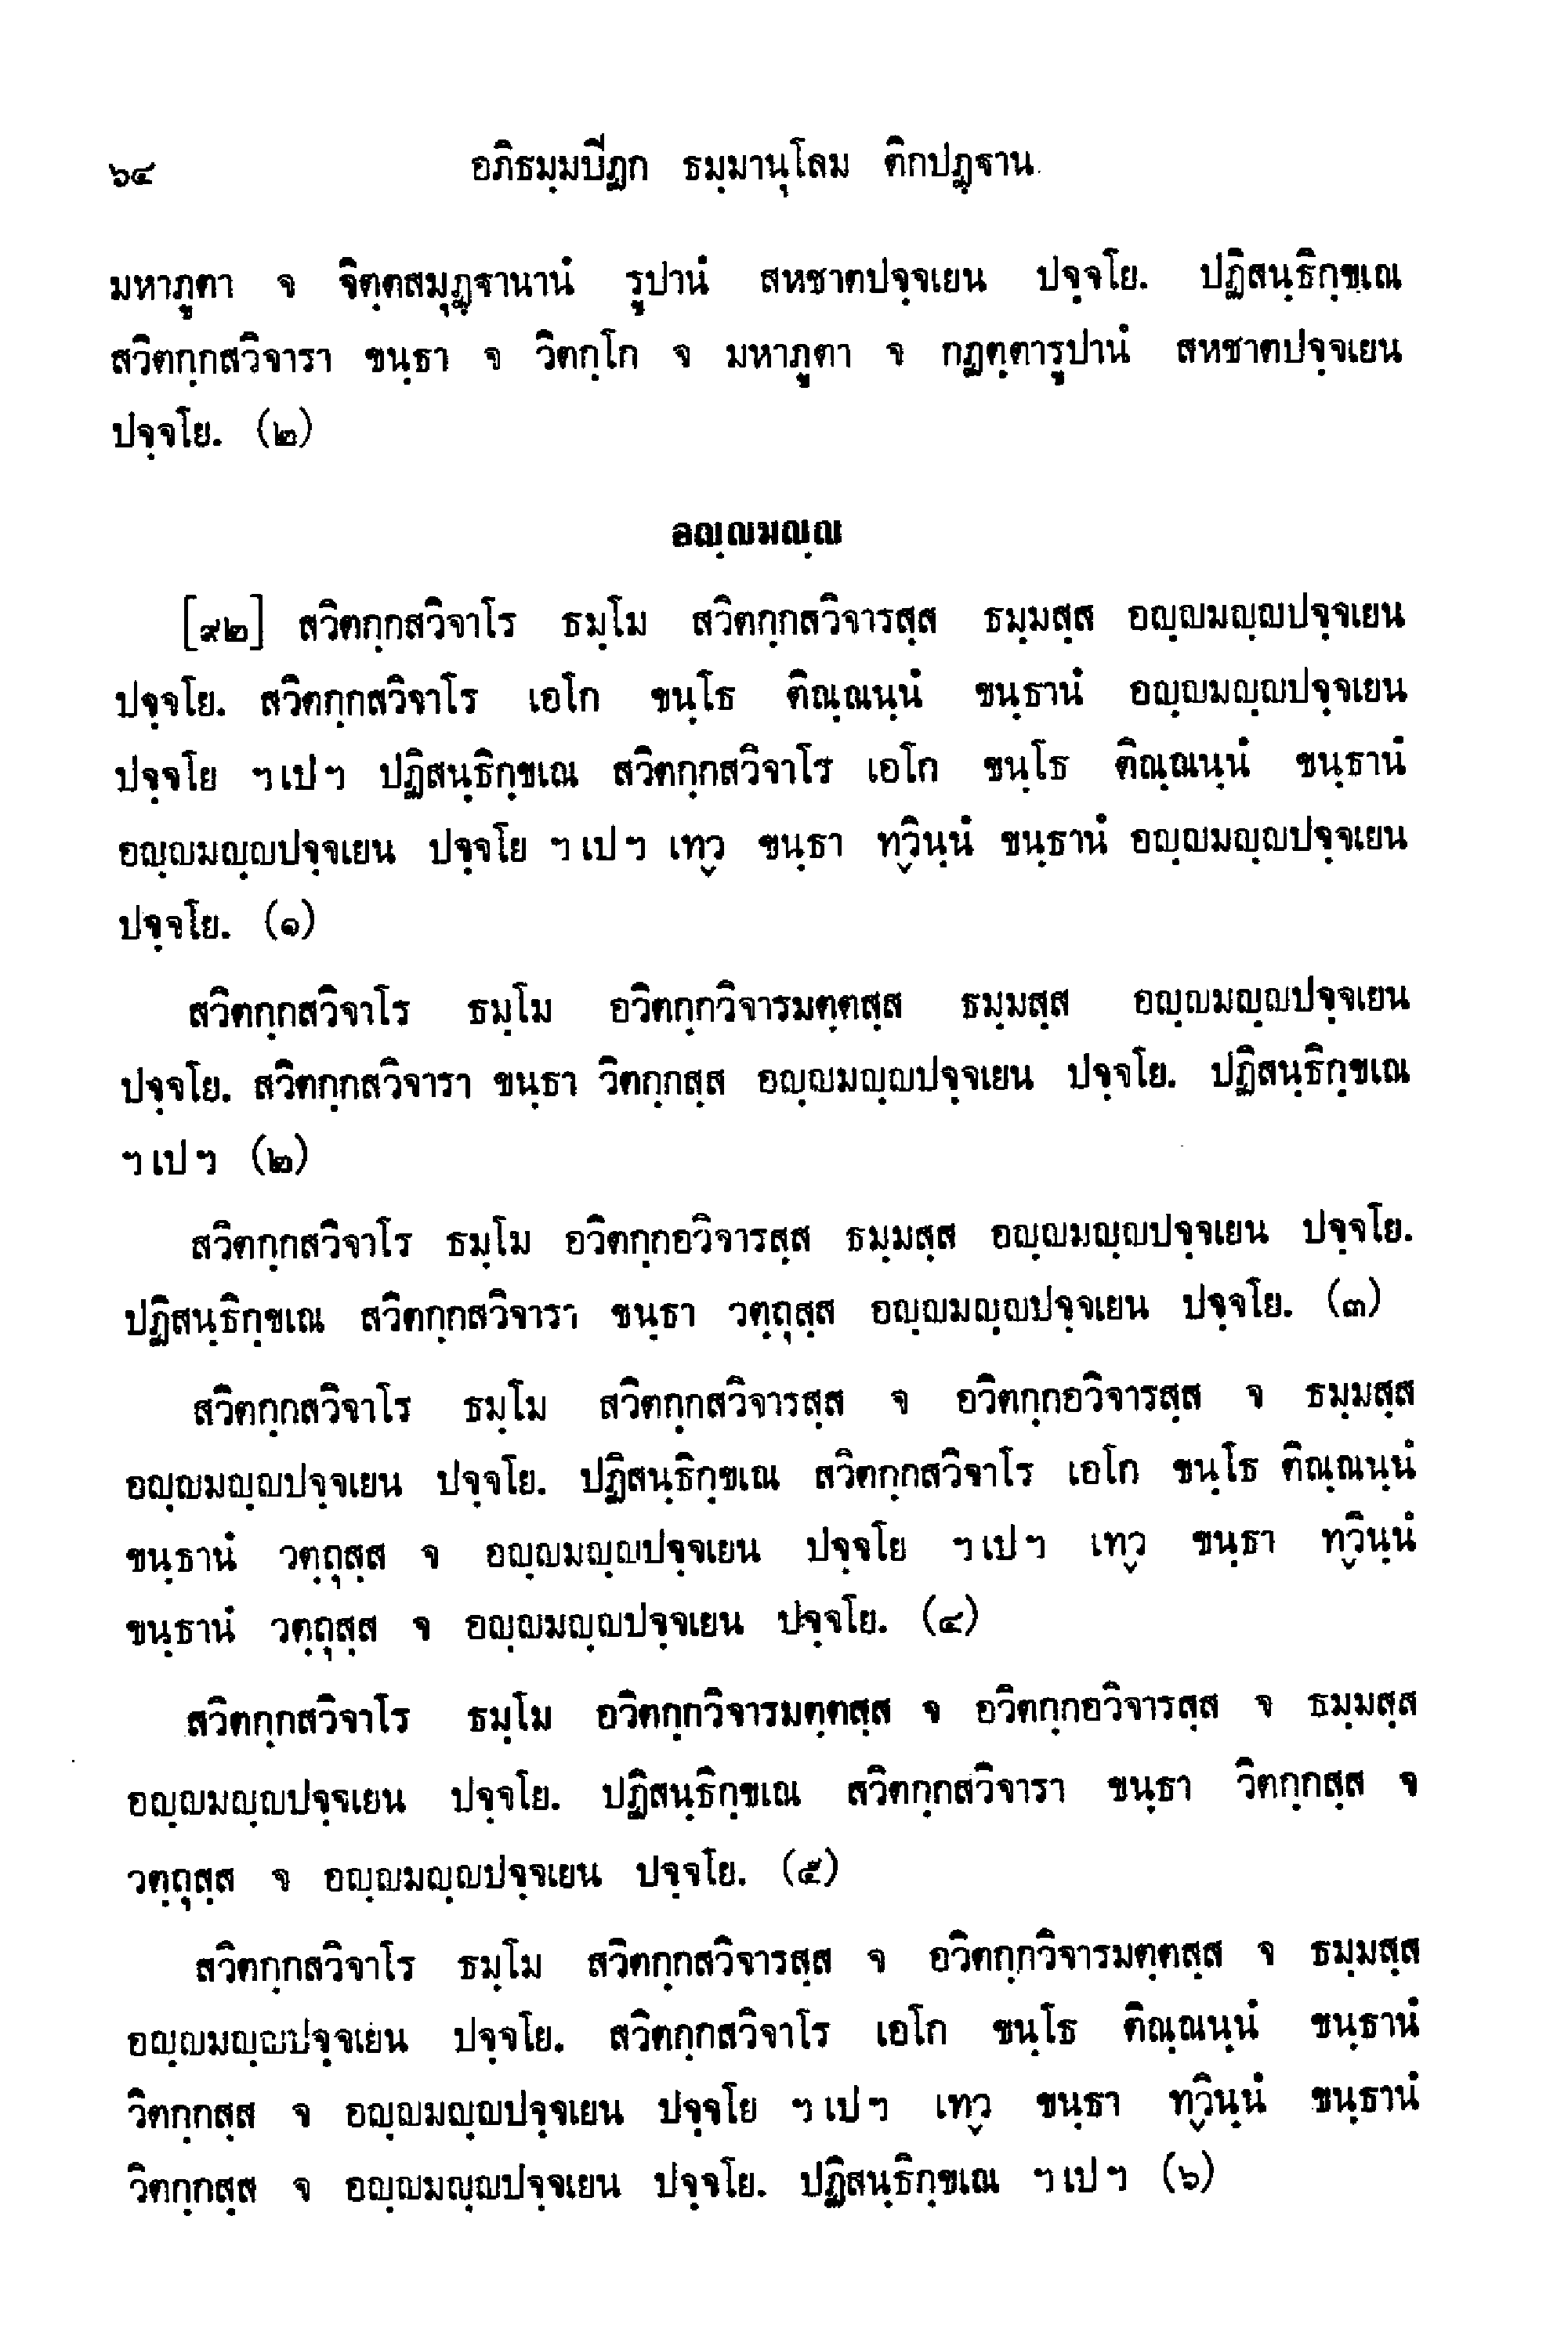 ๖๔ อภิธมฺมปีฏก ธมฺมานุโลม ติกปฏฺฐาน
มหาภูตา จ จิตฺตสมุฏฺฐานานํ รูปานํ สหชาตปจฺจเยน ปจฺจโย. ปฏิสนฺธิกฺขเณ
สวิตกฺกสวิจารา ขนฺธา จ วิตกฺโก จ มหาภูตา จ กฏตฺตารูปานํ สหชาตปจฺจเยน
ปจฺจโย. (๒)
อญฺญมญฺญ
[๙๒] สวิตกฺกสวิจาโร ธมฺโม สวิตกฺกสวิจารสฺส ธมฺมสฺส อญฺญมญฺญปจฺจเยน
ปจฺจโย. สวิตกฺกสวิจาโร เอโก ขนฺโธ ติณฺณนฺนํ ขนฺธานํ อญฺญมญฺญปจฺจเยน
ปจฺจโย ฯเปฯ ปฏิสนฺธิกฺขเณ สวิตกฺกสวิจาโร เอโก ขนฺโธ ติณฺณนฺนํ ขนฺธานํ
อญฺญมญฺญปจฺจเยน ปจฺจโย ฯเปฯ เทฺว ขนฺธา ทฺวินฺนํ ขนฺธานํ อญฺญมญฺญปจฺจเยน
ปจฺจโย. (๑)
สวิตกฺกสวิจาโร ธมฺโม อวิตกฺกวิจารมตฺตสฺส ธมฺมสฺส อญฺญมญฺญปจฺจเยน
ปจฺจโย. สวิตกฺกสวิจารา ขนฺธา วิตกฺกสฺส อญฺญมญฺญปจฺจเยน ปจฺจโย. ปฏิสนฺธิกฺขเณ
ฯเปฯ (๒)
สวิตกฺกสวิจาโร ธมฺโม อวิตกฺกอวิจารสฺส ธมฺมสฺส อญฺญมญฺญปจฺจเยน ปจฺจโย.
ปฏิสนฺธิกฺขเณ สวิตกฺกสวิจารา ขนฺธา วตฺถุสฺส อญฺญมญฺญปจฺจเยน ปจฺจโย. (๓)
สวิตกฺกสวิจาโร ธมฺโม สวิตกฺกสวิจารสฺส จ อวิตกฺกอวิจารสฺส จ ธมฺมสฺส
อญฺญมญฺญปจฺจเยน ปจฺจโย. ปฏิสนฺธิกฺขเณ สวิตกฺกสวิจาโร เอโก ขนฺโธ ติณฺณนฺนํ
ขนฺธานํ วตฺถุสฺส จ อญฺญมญฺญปจฺจเยน ปจฺจโย ฯเปฯ เทฺว ขนฺธา ทฺวินฺนํ
ขนฺธานํ วตฺถุสฺส จ อญฺญมญฺญปจฺจเยน ปจฺจโย. (๔)
สวิตกฺกสวิจาโร ธมฺโม อวิตกฺกวิจารมตฺตสฺส จ อวิตกฺกอวิจารสฺส จ ธมฺมสฺส
อญฺญมญฺญปจฺจเยน ปจฺจโย. ปฏิสนฺธิกฺขเณ สวิตกฺกสวิจารา ขนฺธา วิตกฺกสฺส จ
วตฺถุสฺส จ อญฺญมญฺญปจฺจเยน ปจฺจโย. (๕)
สวิตกฺกสวิจาโร ธมฺโม สวิตกฺกสวิจารสฺส จ อวิตกฺกวิจารมตฺตสฺส จ ธมฺมสฺส
อญฺญมญฺญปจฺจเยน ปจฺจโย. สวิตกฺกสวิจาโร เอโก ขนฺโธ ติณฺณนฺนํ ขนฺธานํ
วิตกฺกสฺส จ อญฺญมญฺญปจฺจเยน ปจฺจโย ฯเปฯ เทฺว ขนฺธา ทฺวินฺนํ ขนฺธานํ
วิตกฺกสฺส จ อญฺญมญฺญปจฺจเยน ปจฺจโย. ปฏิสนฺธิกฺขเณ ฯเปฯ (๖)